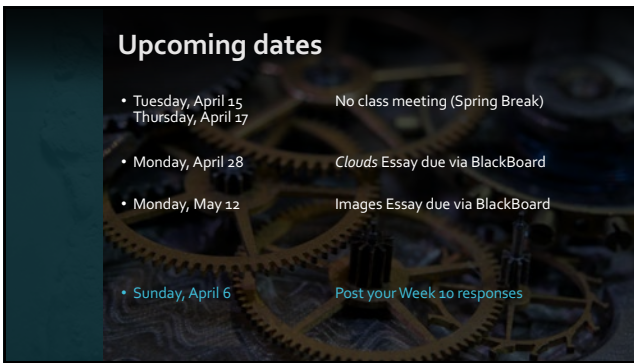 Upcoming dates
• Tuesday, April 15 No class meeting (Spring Break)
Thursday, April 17
• Monday, April 28 Clouds Essay due via BlackBoard
• Monday, May 12 Images Essay due via BlackBoard
• Sunday, April 6 Post your Week 10 responses